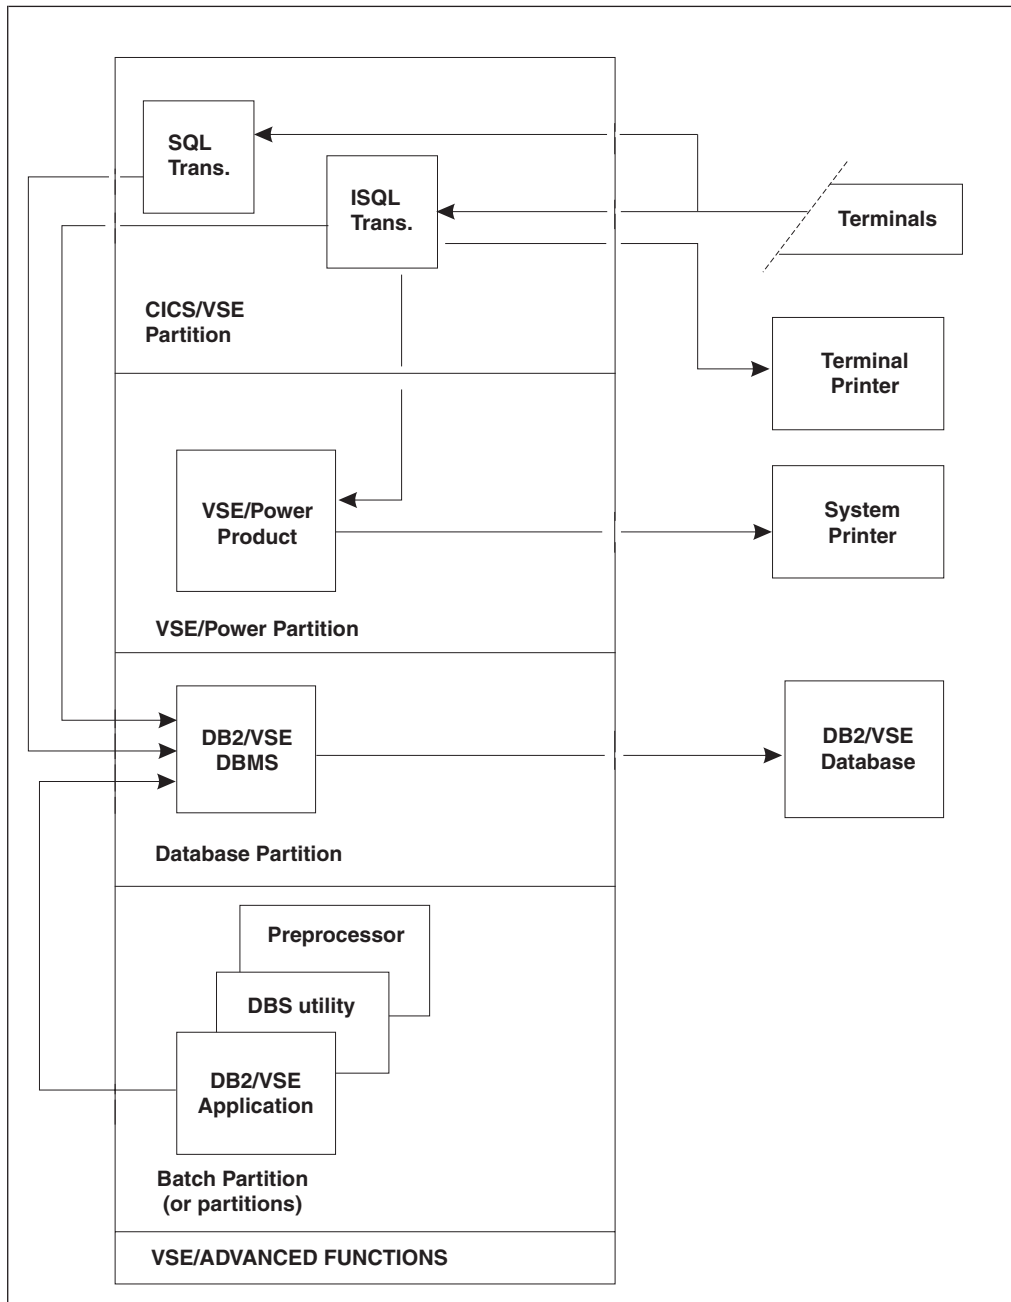 SQL
Trans.
ISQL
Trans.
Terminals
CICS/VSE
Partition
Terminal
Printer
VSE/Power
Product
System
Printer
VSE/Power Partition
DB2/VSE
DBMS
DB2/VSE
Database
Database Partition
Preprocessor
DBS utility
DB2/VSE
Application
Batch Partition
(or partitions)
VSE/ADVANCED FUNCTIONS